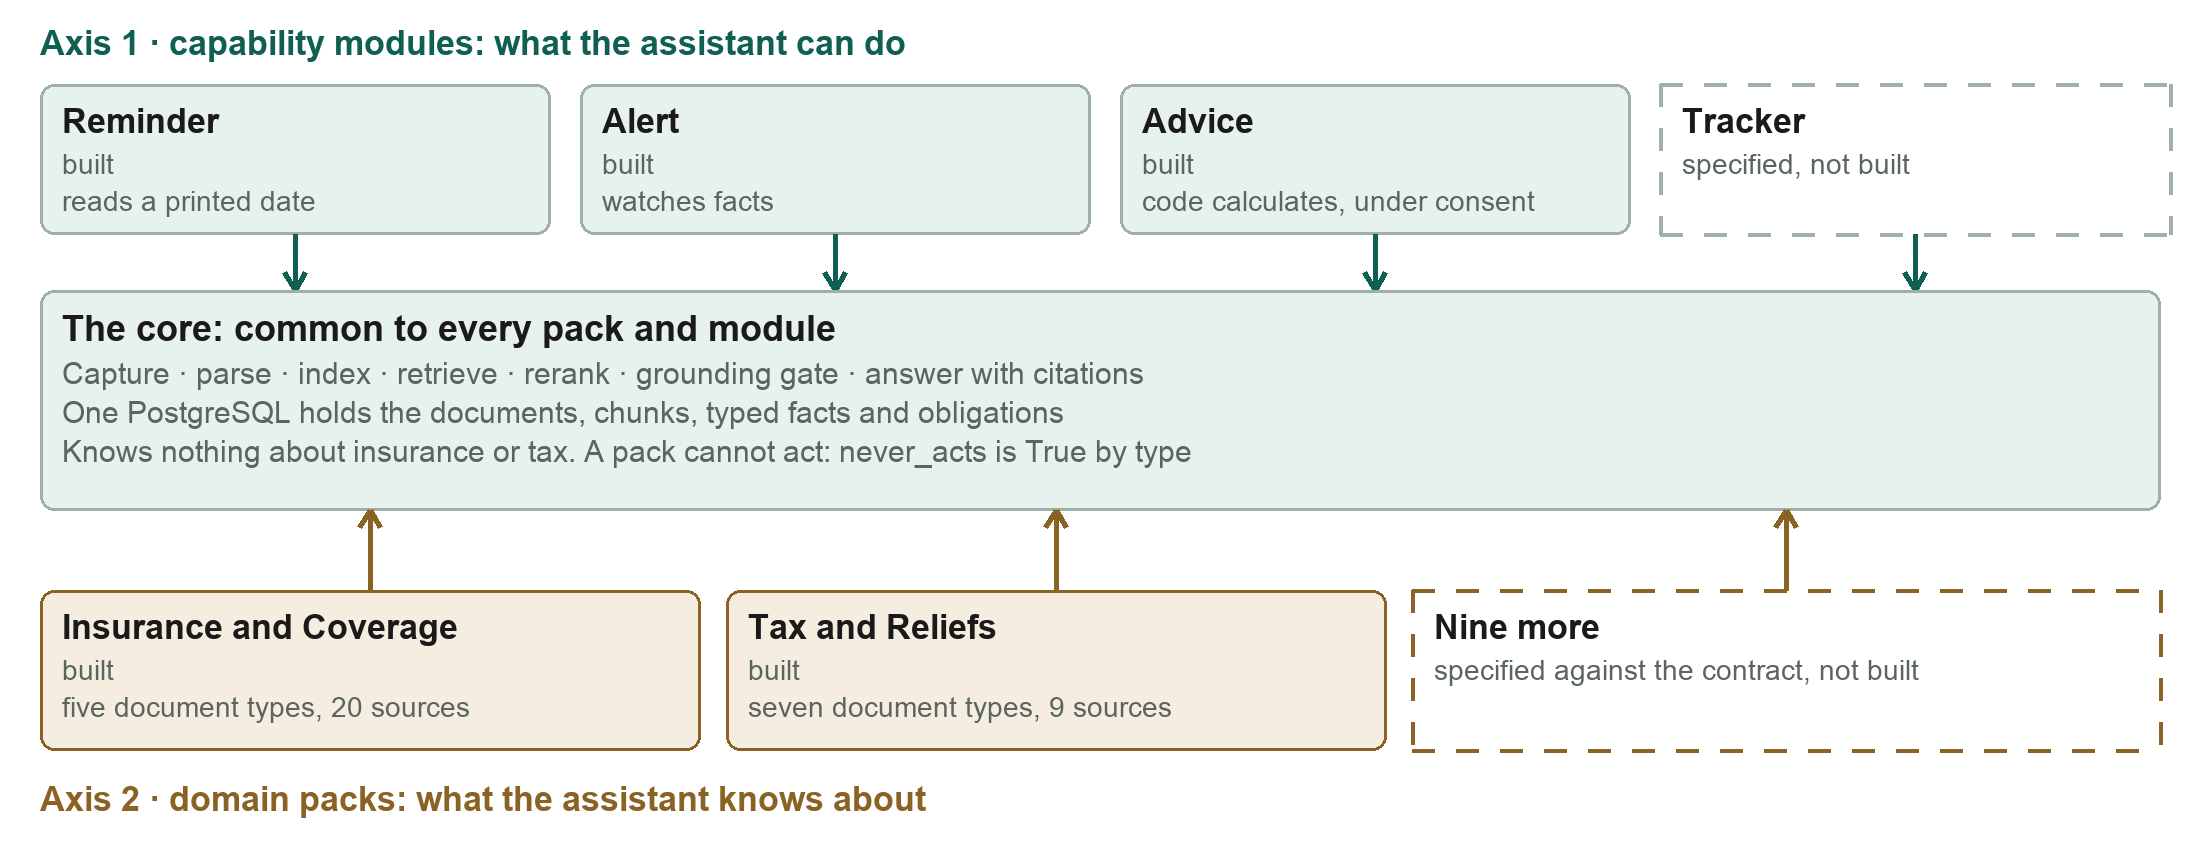 Axis 1 · capability modules: what the assistant can do
Reminder
built
reads a printed date
Alert
built
watches facts
Advice
built
code calculates, under consent
Tracker
specified, not built
The core: common to every pack and module
Capture · parse · index · retrieve · rerank · grounding gate · answer with citations
One PostgreSQL holds the documents, chunks, typed facts and obligations
Knows nothing about insurance or tax. A pack cannot act: never_acts is True by type
Insurance and Coverage
built
five document types, 20 sources
Tax and Reliefs
built
seven document types, 9 sources
Nine more
specified against the contract, not built
Axis 2 · domain packs: what the assistant knows about